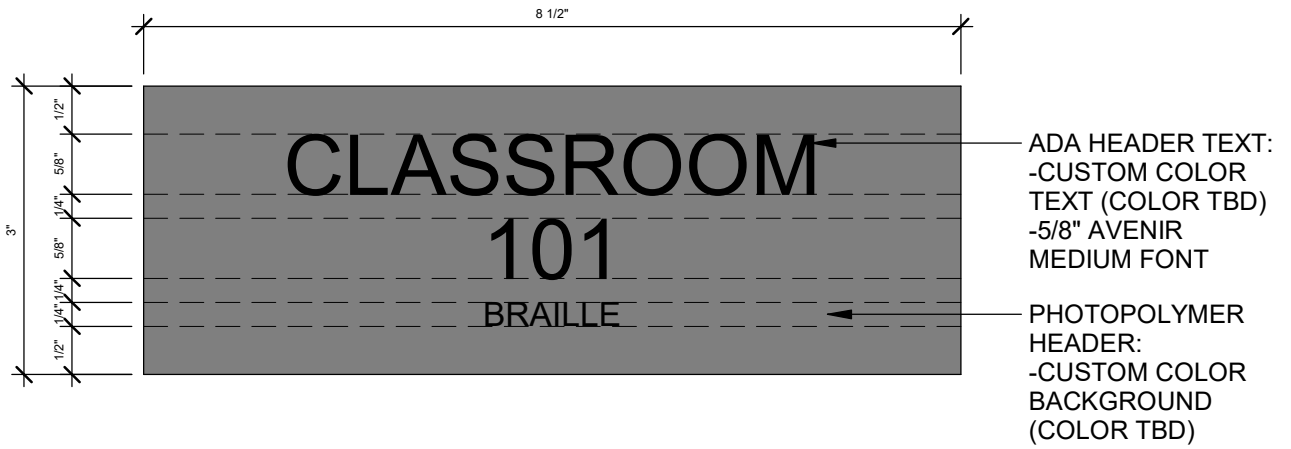 8 1/2"
1/2"
5/8"
1/4"
5/8"
1/4"
1/4"
1/2"
3"
CLASSROOM
101
BRAILLE
ADA HEADER TEXT:
-CUSTOM COLOR
TEXT (COLOR TBD)
-5/8" AVENIR
MEDIUM FONT
PHOTOPOLYMER
HEADER:
-CUSTOM COLOR
BACKGROUND
(COLOR TBD)